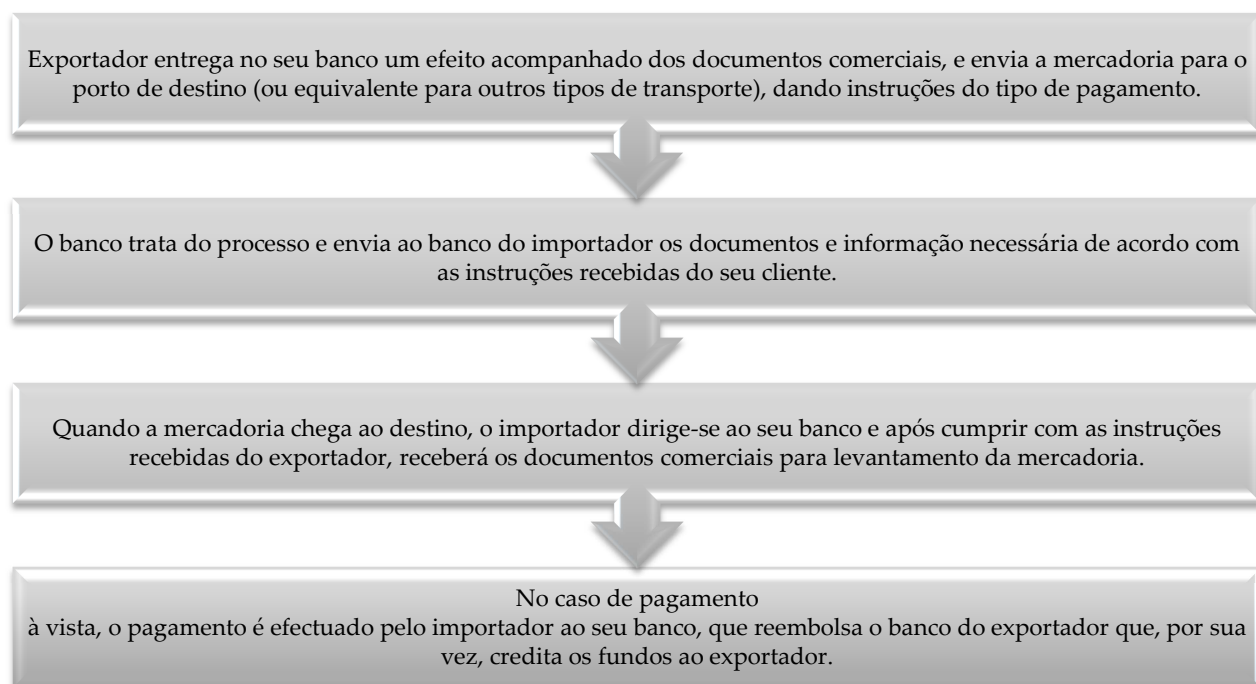 Exportador entrega no seu banco um efeito acompanhado dos documentos comerciais, e envia a mercadoria para o
porto de destino (ou equivalente para outros tipos de transporte), dando instruções do tipo de pagamento.
O banco trata do processo e envia ao banco do importador os documentos e informação necessária de acordo com
as instruções recebidas do seu cliente.
Quando a mercadoria chega ao destino, o importador dirige-se ao seu banco e após cumprir com as instruções
recebidas do exportador, receberá os documentos comerciais para levantamento da mercadoria.
No caso de pagamento
à vista, o pagamento é efectuado pelo importador ao seu banco, que reembolsa o banco do exportador que, por sua
vez, credita os fundos ao exportador.